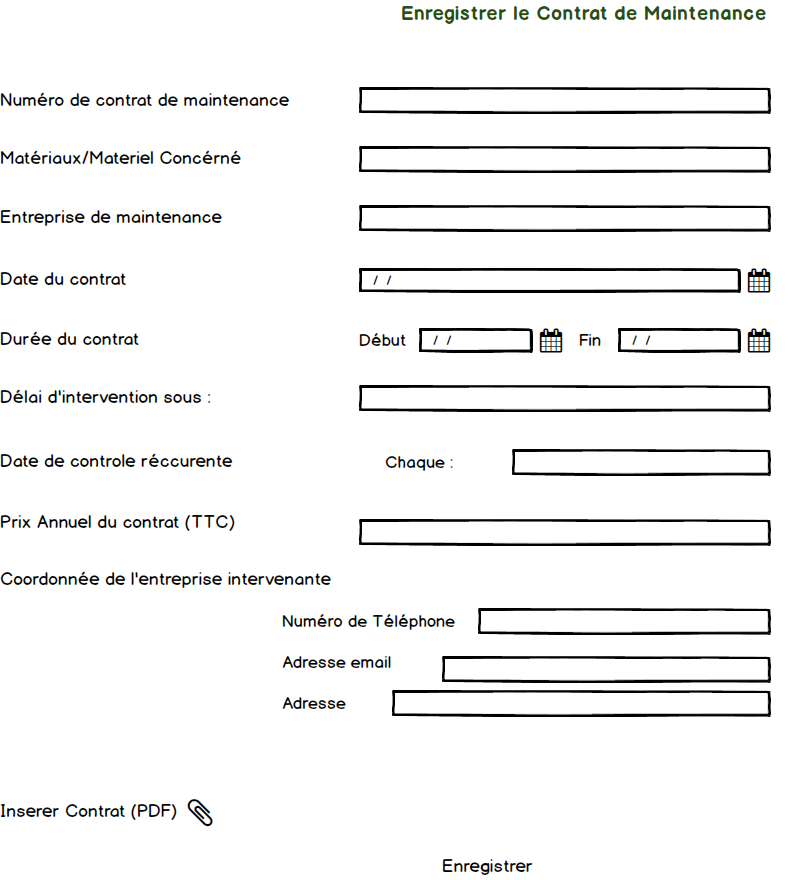 Enregistrer le Contrat de Maintenance
Numéro de contrat de maintenance
Matériaux/Materiel Concérné
Entreprise de maintenance
Date du contrat / /
Durée du contrat Début / / Fin / /
Délai d'intervention sous :
Date de controle réccurente Chaque :
Prix Annuel du contrat (TTC)
Coordonnée de l'entreprise intervenante
Numéro de Téléphone
Adresse email
Adresse
Inserer Contrat (PDF)
Enregistrer